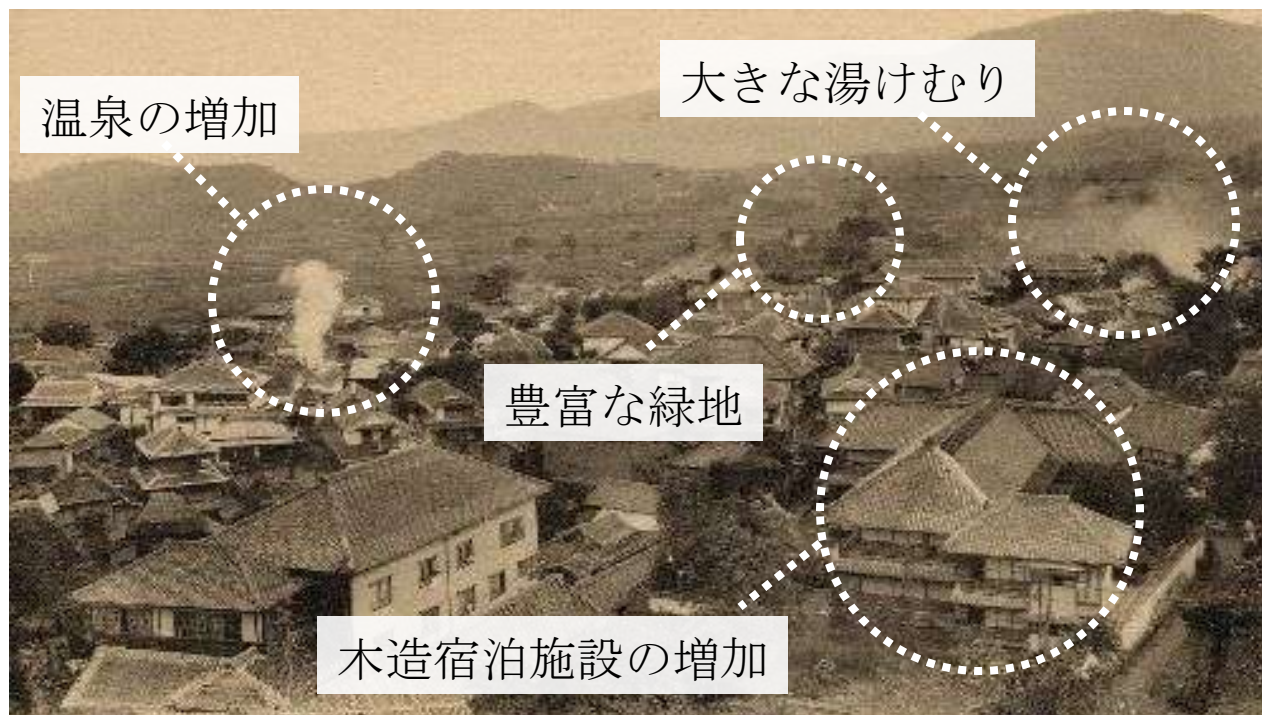 大きな湯けむり
温泉の増加
豊富な緑地
木造宿泊施設の増加